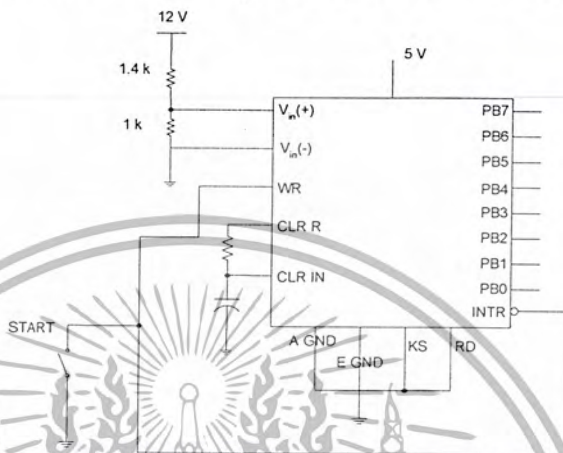 12 V
5 V
1.4 k
1 k
Vin(+)
Vin(-)
WR
CLR R
CLR IN
PB7
PB6
PB5
PB4
PB3
PB2
PB1
PB0
INTR
START
A GND
E GND
KS
RD